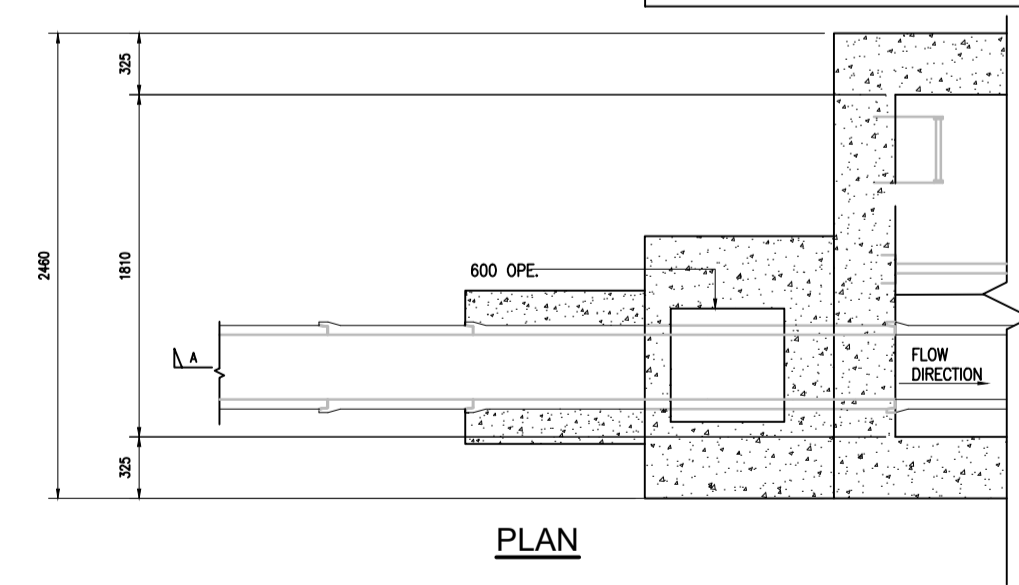 325
2460
1810
600 OPE.
A
FLOW
DIRECTION
325
PLAN